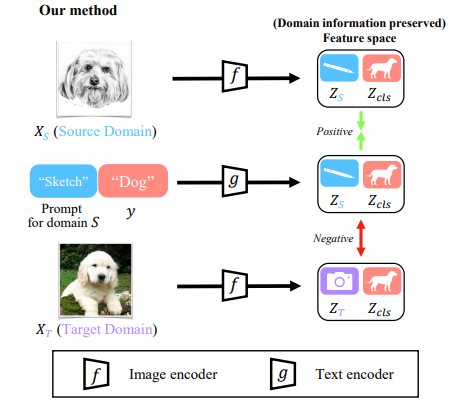 Our method
(Domain information preserved)
Feature space
f
Z_S Z_cls
X_S (Source Domain)
Positive
"Sketch" "Dog"
g
Z_S Z_cls
Prompt
for domain S
y
Negative
f
Z_T Z_cls
X_T (Target Domain)
f Image encoder g Text encoder